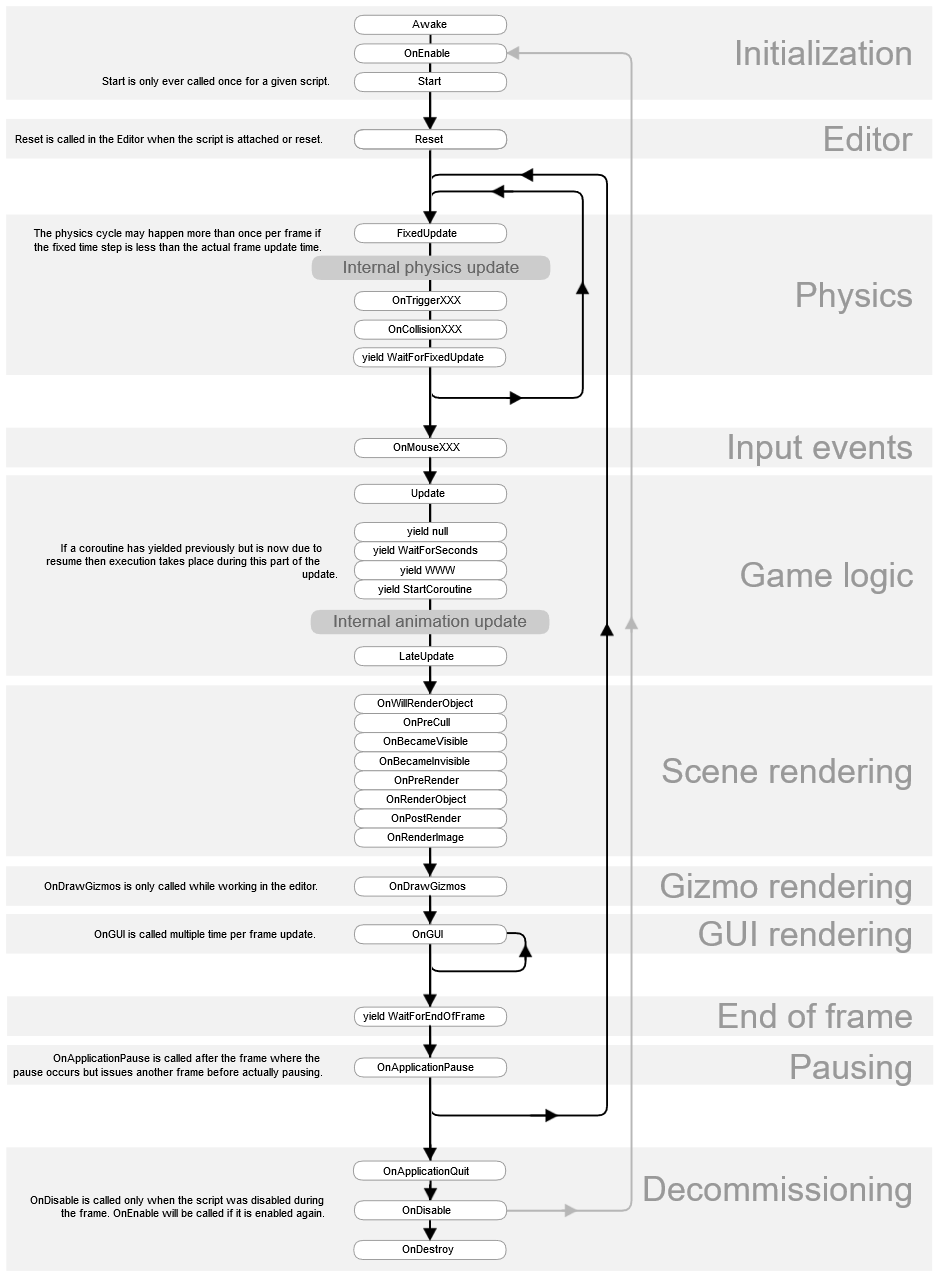 Awake
OnEnable
Initialization
Start is only ever called once for a given script.
Start
Reset is called in the Editor when the script is attached or reset.
Reset
Editor
The physics cycle may happen more than once per frame if
the fixed time step is less than the actual frame update time.
FixedUpdate
Internal physics update
Physics
OnTriggerXXX
OnCollisionXXX
yield WaitForFixedUpdate
OnMouseXXX
Input events
Update
yield null
If a coroutine has yielded previously but is now due to
resume then execution takes place during this part of the
update.
yield WaitForSeconds
yield WWW
yield StartCoroutine
Game logic
Internal animation update
LateUpdate
OnWillRenderObject
OnPreCull
OnBecameVisible
OnBecameInvisible
OnPreRender
OnRenderObject
OnPostRender
OnRenderImage
Scene rendering
OnDrawGizmos is only called while working in the editor.
OnDrawGizmos
Gizmo rendering
OnGUI is called multiple time per frame update.
OnGUI
GUI rendering
yield WaitForEndOfFrame
End of frame
OnApplicationPause is called after the frame where the
pause occurs but issues another frame before actually pausing.
OnApplicationPause
Pausing
OnApplicationQuit
Decommissioning
OnDisable is called only when the script was disabled during
the frame. OnEnable will be called if it is enabled again.
OnDisable
OnDestroy